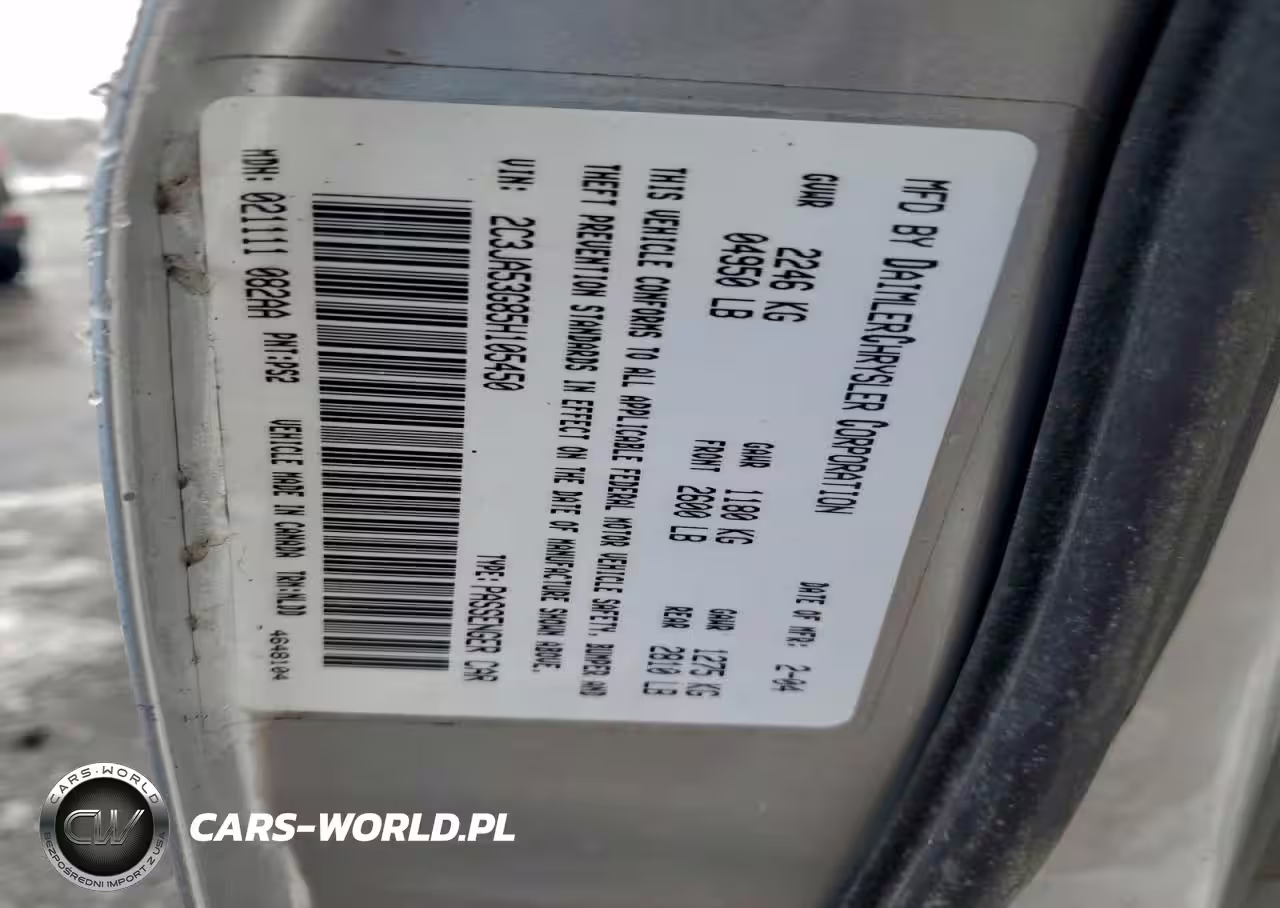 MFD BY DAIMLERCHRYSLER CORPORATION
DATE OF MFR: 2-04
GVWR 2246 KG
04950 LB
GAWR 1180 KG
FRONT 2600 LB
GAWR 1275 KG
REAR 2810 LB
THIS VEHICLE CONFORMS TO ALL APPLICABLE FEDERAL MOTOR VEHICLE SAFETY, BUMPER AND
THEFT PREVENTION STANDARDS IN EFFECT ON THE DATE OF MANUFACTURE SHOWN ABOVE.
VIN: 2C3JA53G85H105450
TYPE: PASSENGER CAR
MDH: 021111 082AA PNT:PS2 VEHICLE MADE IN CANADA TRM:WLJ0 4648104
CARS-WORLD
CW
BEZPOŚREDNI IMPORT Z USA
CARS-WORLD.PL